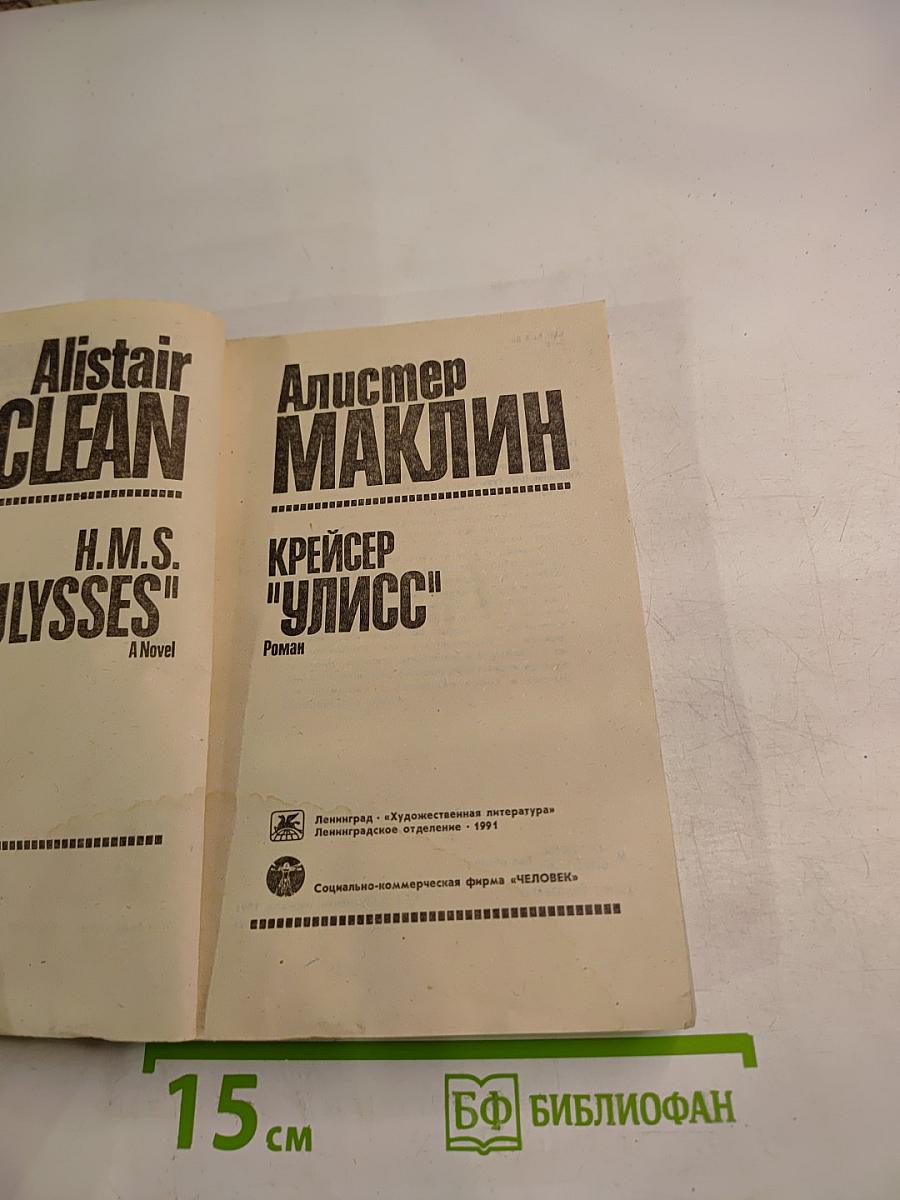 Alistair
CLEAN
H.M.S.
ULYSSES"
A Novel
Алистер
МАКЛИН
КРЕЙСЕР
"УЛИСС"
Роман
Ленинград · «Художественная литература»
Ленинградское отделение · 1991
Социально-коммерческая фирма «ЧЕЛОВЕК»
15 см
БФ БИБЛИОФАН